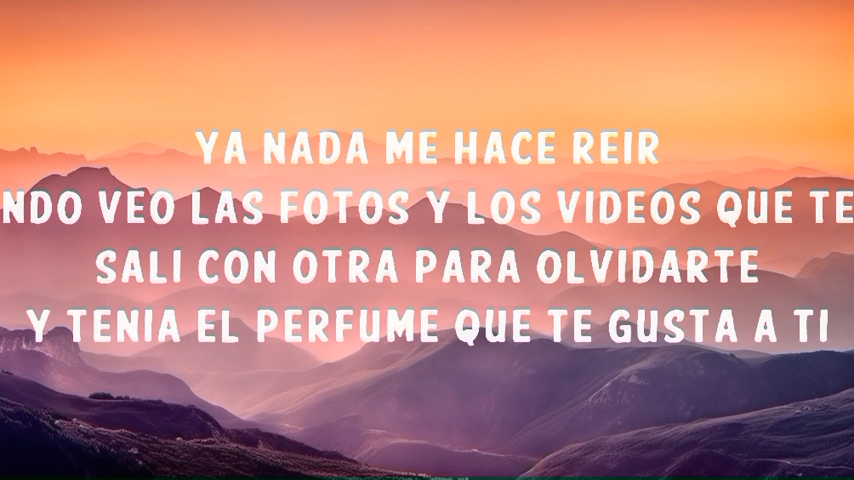 YA NADA ME HACE REIR
NDO VEO LAS FOTOS Y LOS VIDEOS QUE TE
SALI CON OTRA PARA OLVIDARTE
Y TENIA EL PERFUME QUE TE GUSTA A TI